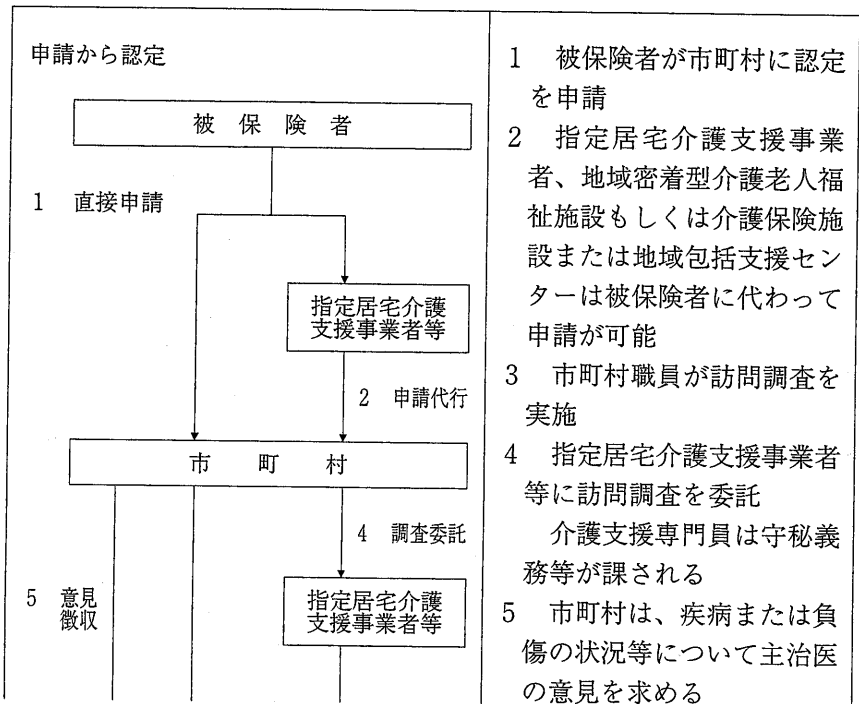 申請から認定
被保険者
1 直接申請
指定居宅介護
支援事業者等
2 申請代行
市町村
4 調査委託
5 意見
徴収
指定居宅介護
支援事業者等
1 被保険者が市町村に認定
を申請
2 指定居宅介護支援事業
者、地域密着型介護老人福
祉施設もしくは介護保険施
設または地域包括支援セン
ターは被保険者に代わって
申請が可能
3 市町村職員が訪問調査を
実施
4 指定居宅介護支援事業者
等に訪問調査を委託
介護支援専門員は守秘義
務等が課される
5 市町村は、疾病または負
傷の状況等について主治医
の意見を求める